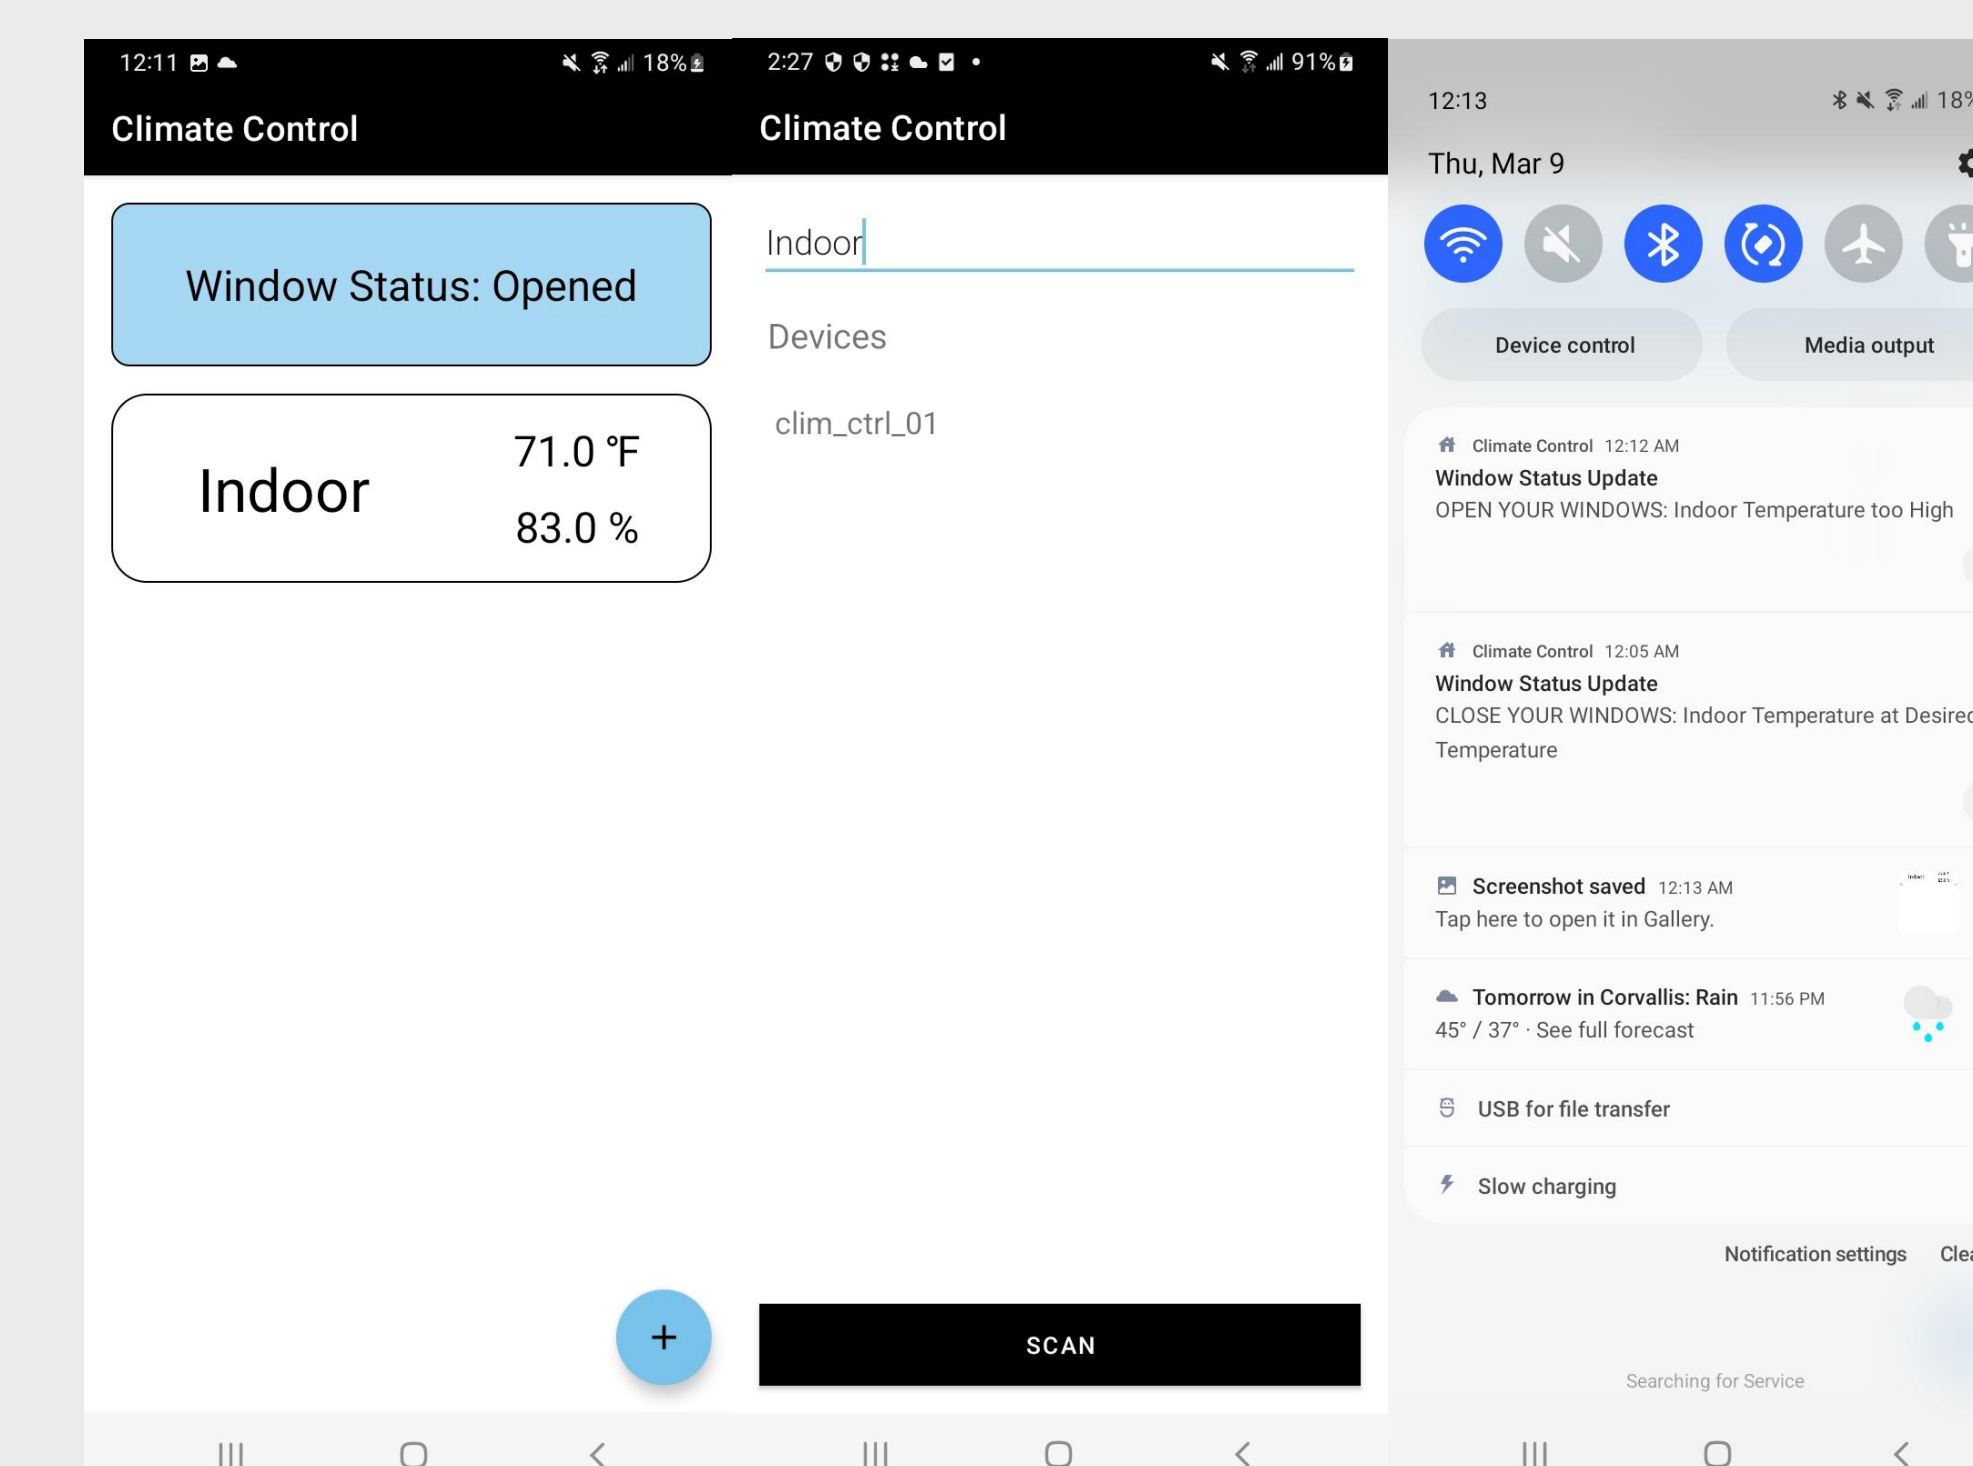 12:11
18%
Climate Control
Window Status: Opened
Indoor
71.0 °F
83.0 %
+
2:27
91%
Climate Control
Indoor
Devices
clim_ctrl_01
SCAN
12:13
18%
Thu, Mar 9
Device control
Media output
Climate Control 12:12 AM
Window Status Update
OPEN YOUR WINDOWS: Indoor Temperature too High
Climate Control 12:05 AM
Window Status Update
CLOSE YOUR WINDOWS: Indoor Temperature at Desired
Temperature
Screenshot saved 12:13 AM
Tap here to open it in Gallery.
Tomorrow in Corvallis: Rain 11:56 PM
45° / 37° · See full forecast
USB for file transfer
Slow charging
Notification settings
Searching for Service